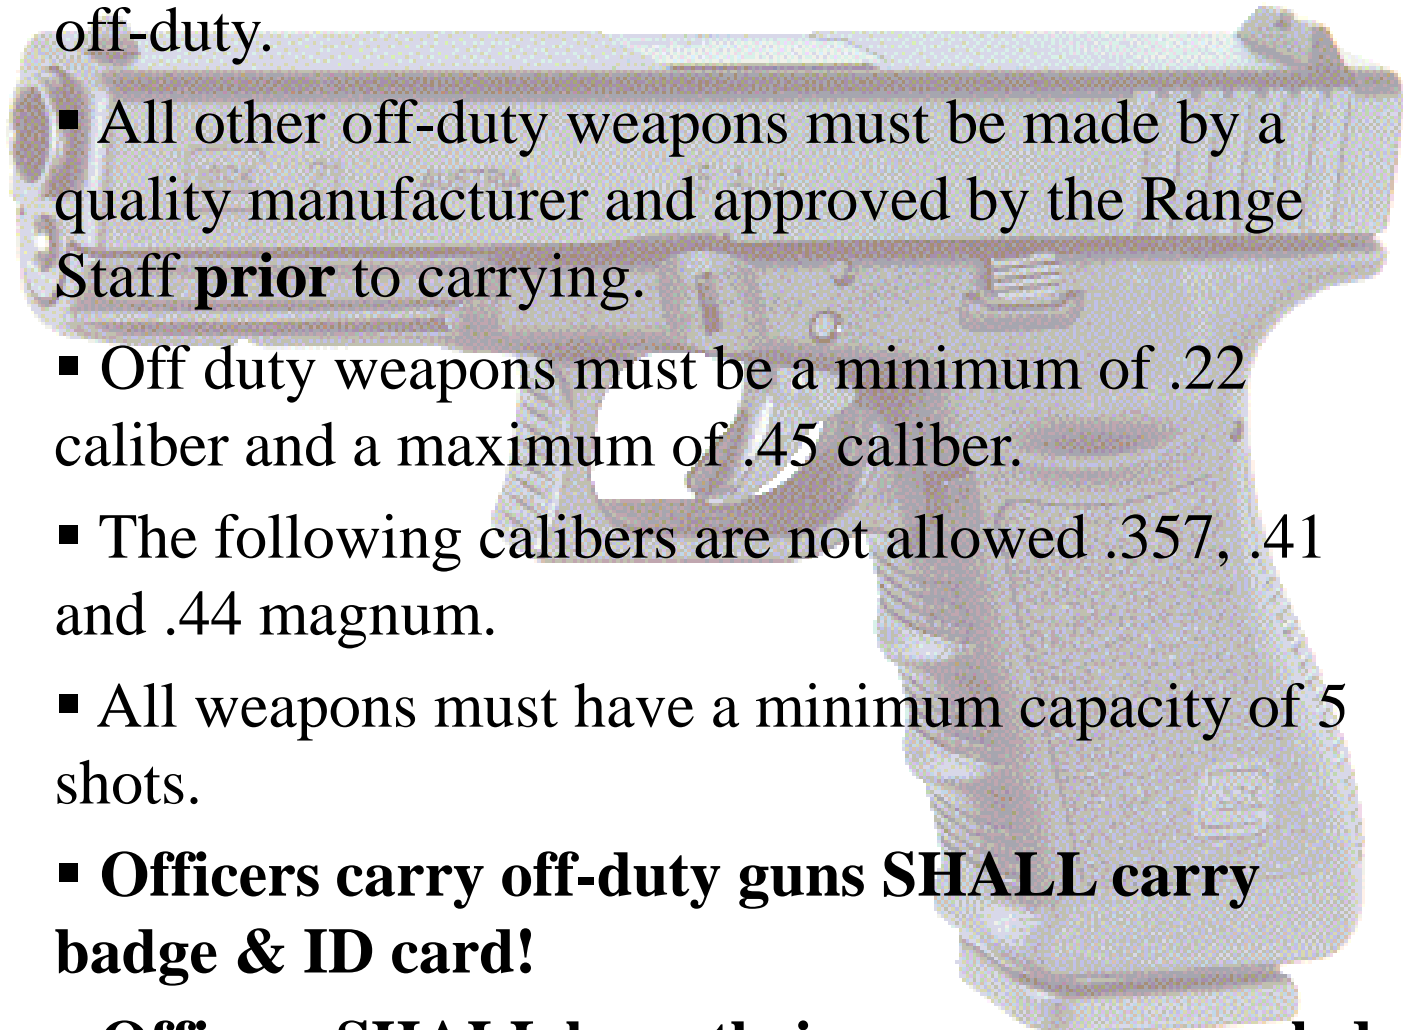 off-duty.
▪ All other off-duty weapons must be made by a
quality manufacturer and approved by the Range
Staff prior to carrying.
▪ Off duty weapons must be a minimum of .22
caliber and a maximum of .45 caliber.
▪ The following calibers are not allowed .357, .41
and .44 magnum.
▪ All weapons must have a minimum capacity of 5
shots.
▪ Officers carry off-duty guns SHALL carry
badge & ID card!
AUSTRIA